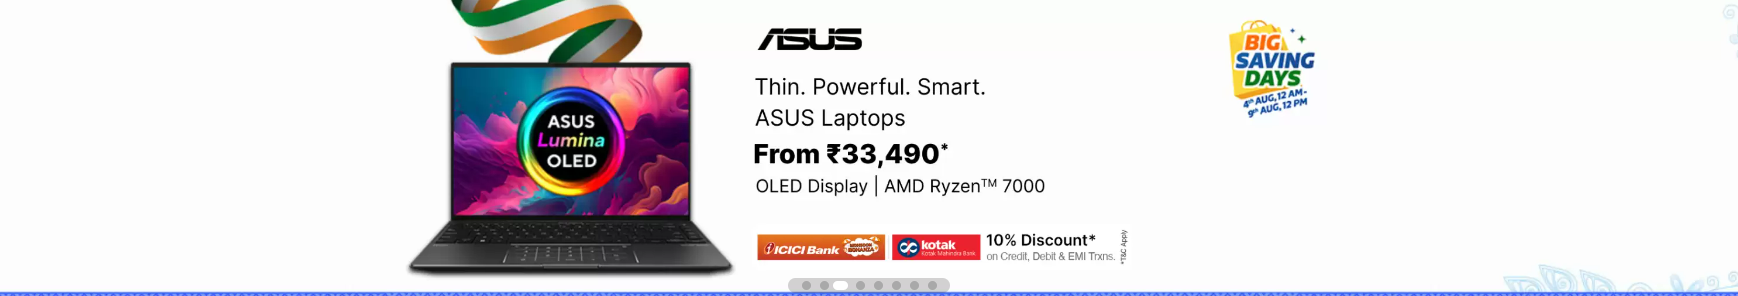 ASUS
Lumina
OLED
ASUS
Thin. Powerful. Smart.
ASUS Laptops
From ₹33,490*
OLED Display | AMD Ryzen™ 7000
ICICI Bank
kotak
Kotak Mahindra Bank
10% Discount*
on Credit, Debit & EMI Trxns.
*T&C Apply
BIG
SAVING
DAYS
4th AUG, 12 AM-
9th AUG, 12 PM